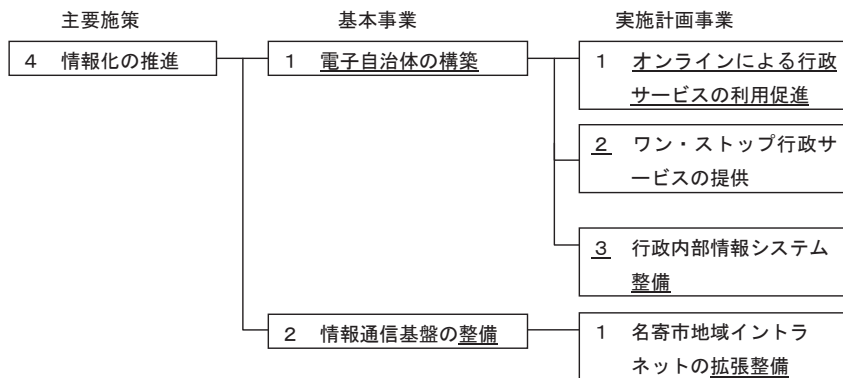 主要施策
基本事業
実施計画事業
4 情報化の推進
1 電子自治体の構築
1 オンラインによる行政
サービスの利用促進
2 ワン・ストップ行政サ
ービスの提供
3 行政内部情報システム
整備
2 情報通信基盤の整備
1 名寄市地域イントラ
ネットの拡張整備